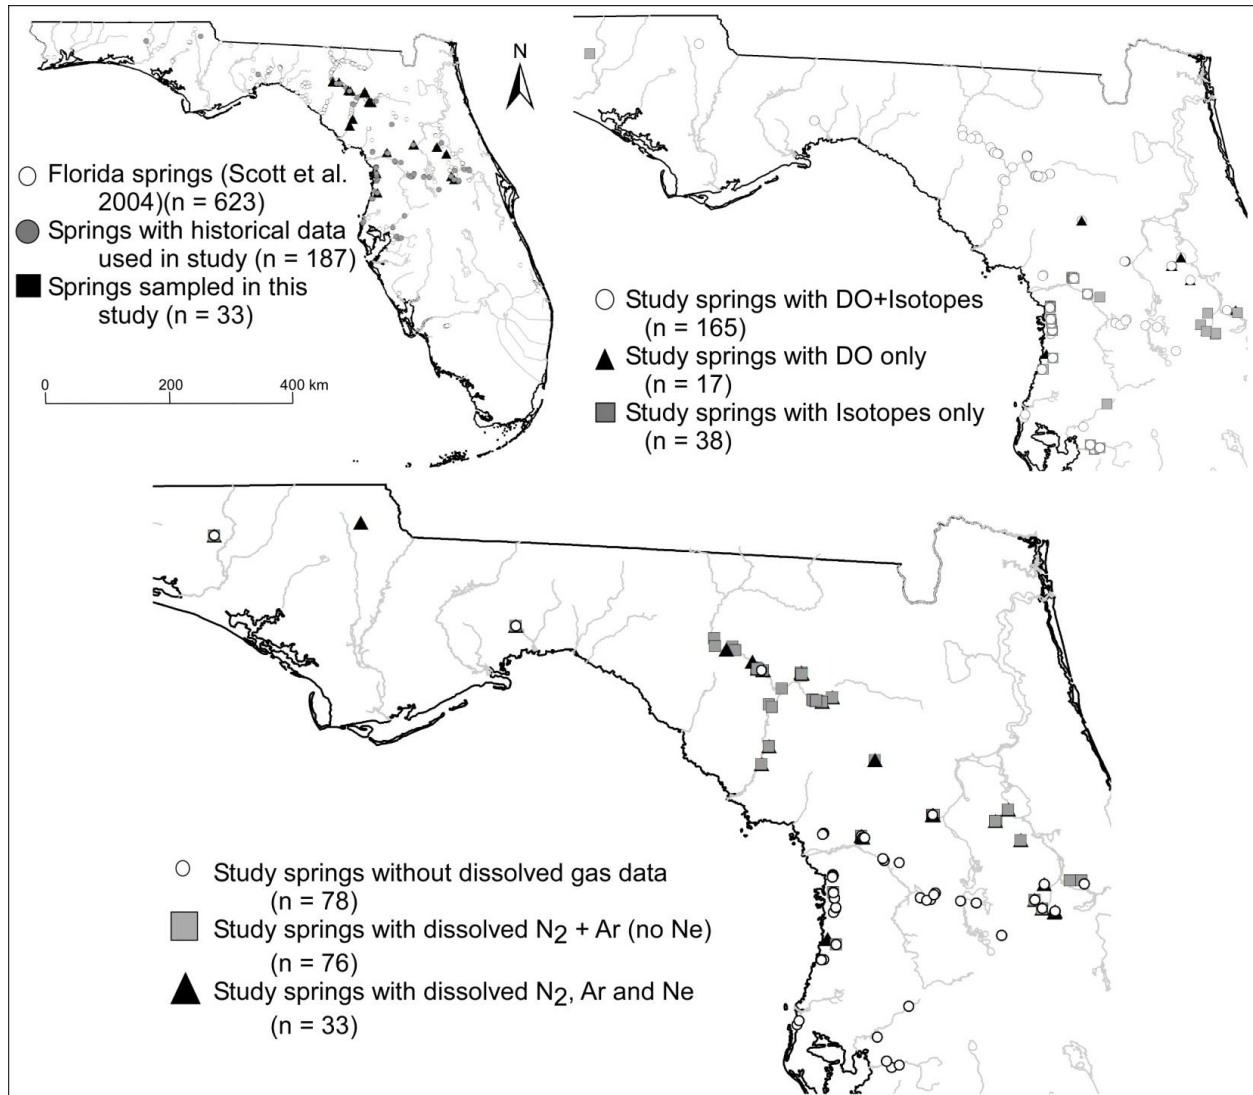 N
Florida springs (Scott et al.
2004)(n = 623)
Springs with historical data
used in study (n = 187)
Springs sampled in this
study (n = 33)
0 200 400 km
Study springs with DO+Isotopes
(n = 165)
Study springs with DO only
(n = 17)
Study springs with Isotopes only
(n = 38)
Study springs without dissolved gas data
(n = 78)
Study springs with dissolved N2 + Ar (no Ne)
(n = 76)
Study springs with dissolved N2, Ar and Ne
(n = 33)